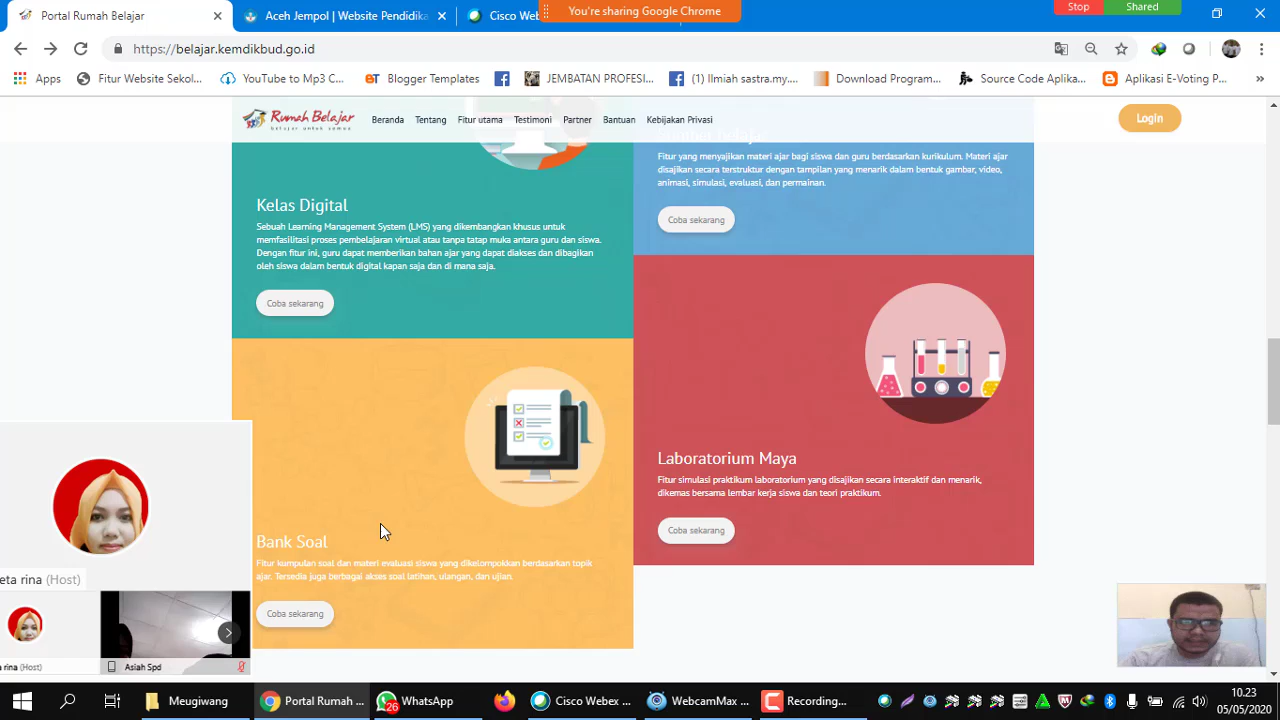 Portal Rumah Belajar
Aceh Jempol | Website Pendidika
Cisco Web
You're sharing Google Chrome
Stop
Shared
https://belajar.kemdikbud.go.id
Apps
Fitur Website Sekol...
YouTube to Mp3 C...
Blogger Templates
JEMBATAN PROFESI...
(1) Ilmiah sastra.my....
Download Program...
Source Code Aplika...
Aplikasi E-Voting P...
Rumah Belajar
belajar untuk semua
Beranda
Tentang
Fitur utama
Testimoni
Partner
Bantuan
Kebijakan Privasi
Login
Kelas Digital
Sebuah Learning Management System (LMS) yang dikembangkan khusus untuk
memfasilitasi proses pembelajaran virtual atau tanpa tatap muka antara guru dan siswa.
Dengan fitur ini, guru dapat memberikan bahan ajar yang dapat diakses dan dibagikan
oleh siswa dalam bentuk digital kapan saja dan di mana saja.
Coba sekarang
Sumber Belajar
Fitur yang menyajikan materi ajar bagi siswa dan guru berdasarkan kurikulum. Materi ajar
disajikan secara terstruktur dengan tampilan yang menarik dalam bentuk gambar, video,
animasi, simulasi, evaluasi, dan permainan.
Coba sekarang
Laboratorium Maya
Fitur simulasi praktikum laboratorium yang disajikan secara interaktif dan menarik,
dikemas bersama lembar kerja siswa dan teori praktikum.
Coba sekarang
Bank Soal
Fitur kumpulan soal dan materi evaluasi siswa yang dikelompokkan berdasarkan topik
ajar. Tersedia juga berbagai akses soal latihan, ulangan, dan ujian.
Coba sekarang
eta rina (Host)
a rina (Host)
Asiah Spd
Meugiwang
Portal Rumah ...
26
WhatsApp
Cisco Webex ...
WebcamMax ...
Recording...
10.23
05/05/2020